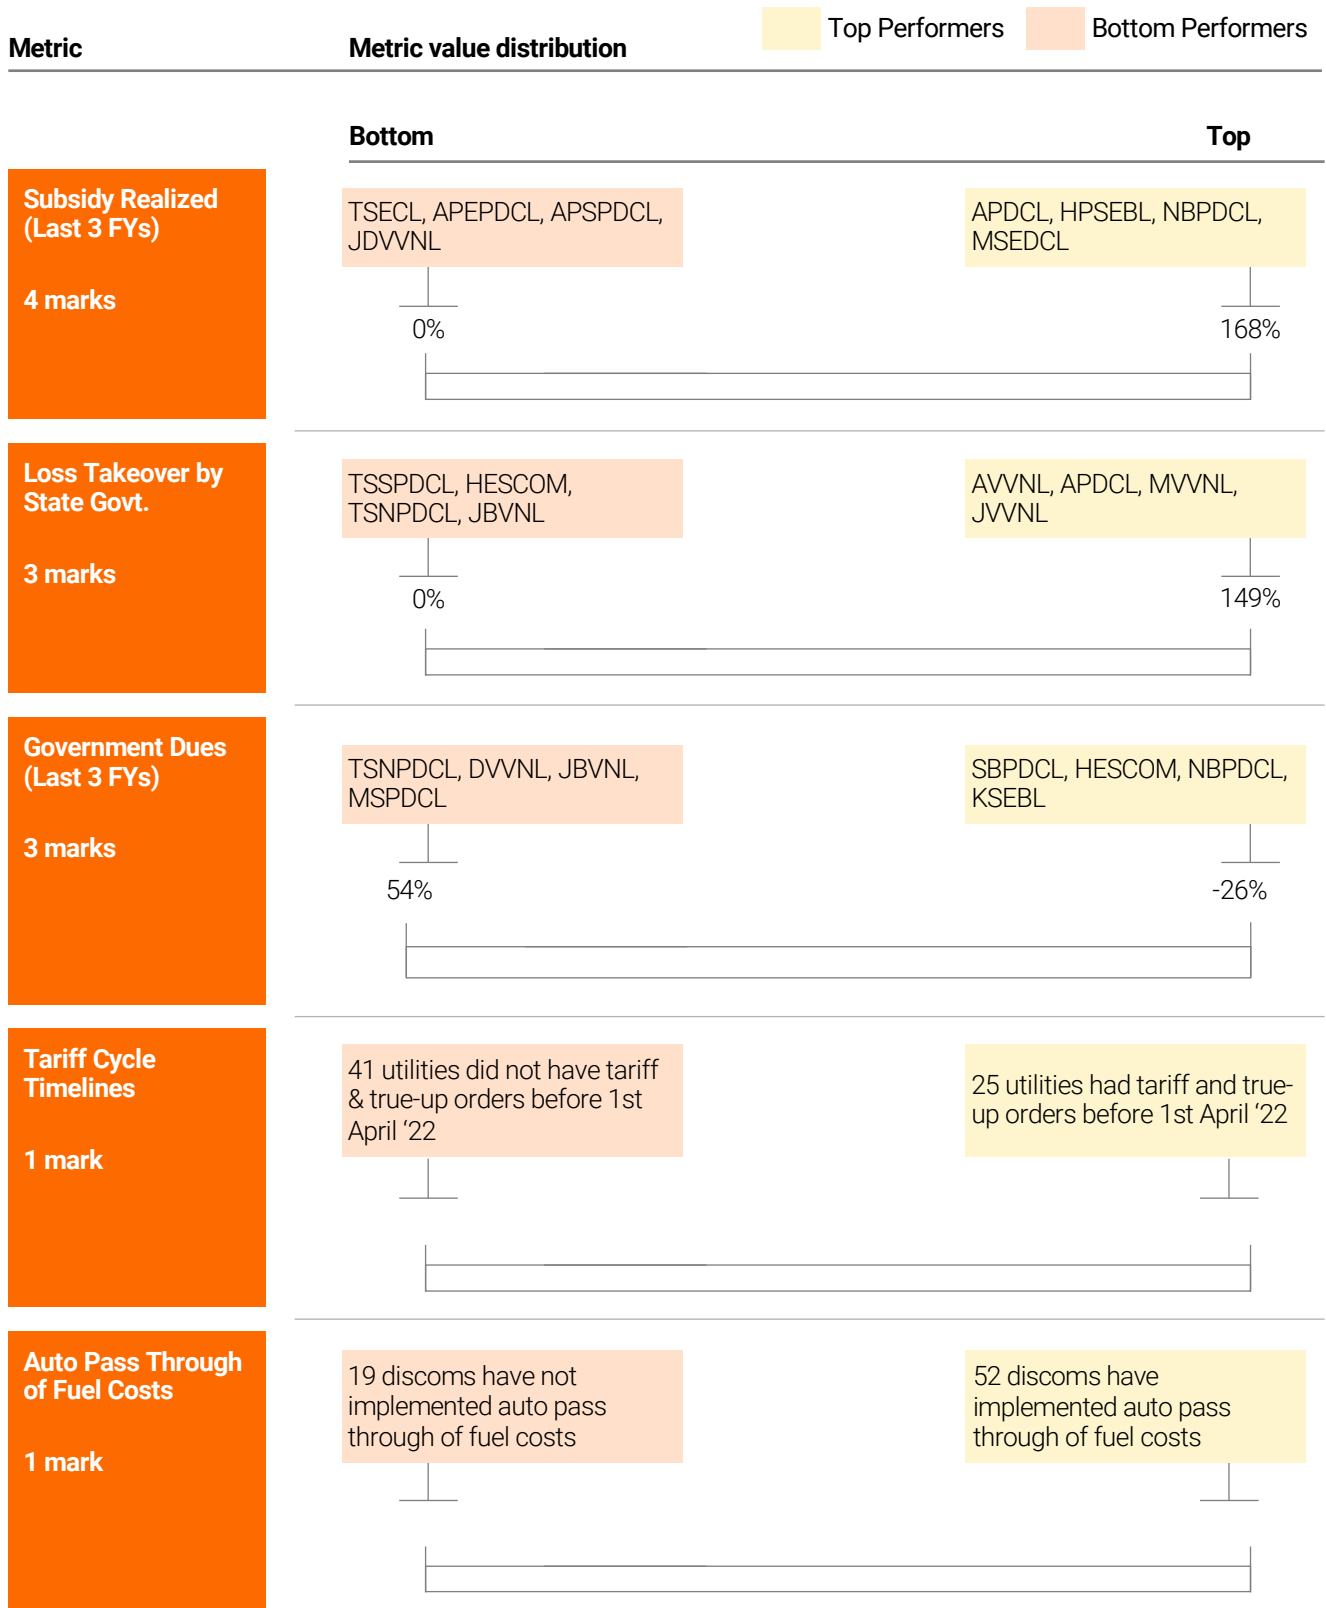 Metric
Metric value distribution
Top Performers
Bottom Performers
Bottom
Top
Subsidy Realized
(Last 3 FYs)
4 marks
TSECL, APEPDCL, APSPDCL,
JDVVNL
APDCL, HPSEBL, NBPDCL,
MSEDCL
0%
168%
Loss Takeover by
State Govt.
3 marks
TSSPDCL, HESCOM,
TSNPDCL, JBVNL
AVVNL, APDCL, MVVNL,
JVVNL
0%
149%
Government Dues
(Last 3 FYs)
3 marks
TSNPDCL, DVVNL, JBVNL,
MSPDCL
SBPDCL, HESCOM, NBPDCL,
KSEBL
54%
-26%
Tariff Cycle
Timelines
1 mark
41 utilities did not have tariff
& true-up orders before 1st
April ‘22
25 utilities had tariff and true-
up orders before 1st April ‘22
Auto Pass Through
of Fuel Costs
1 mark
19 discoms have not
implemented auto pass
through of fuel costs
52 discoms have
implemented auto pass
through of fuel costs